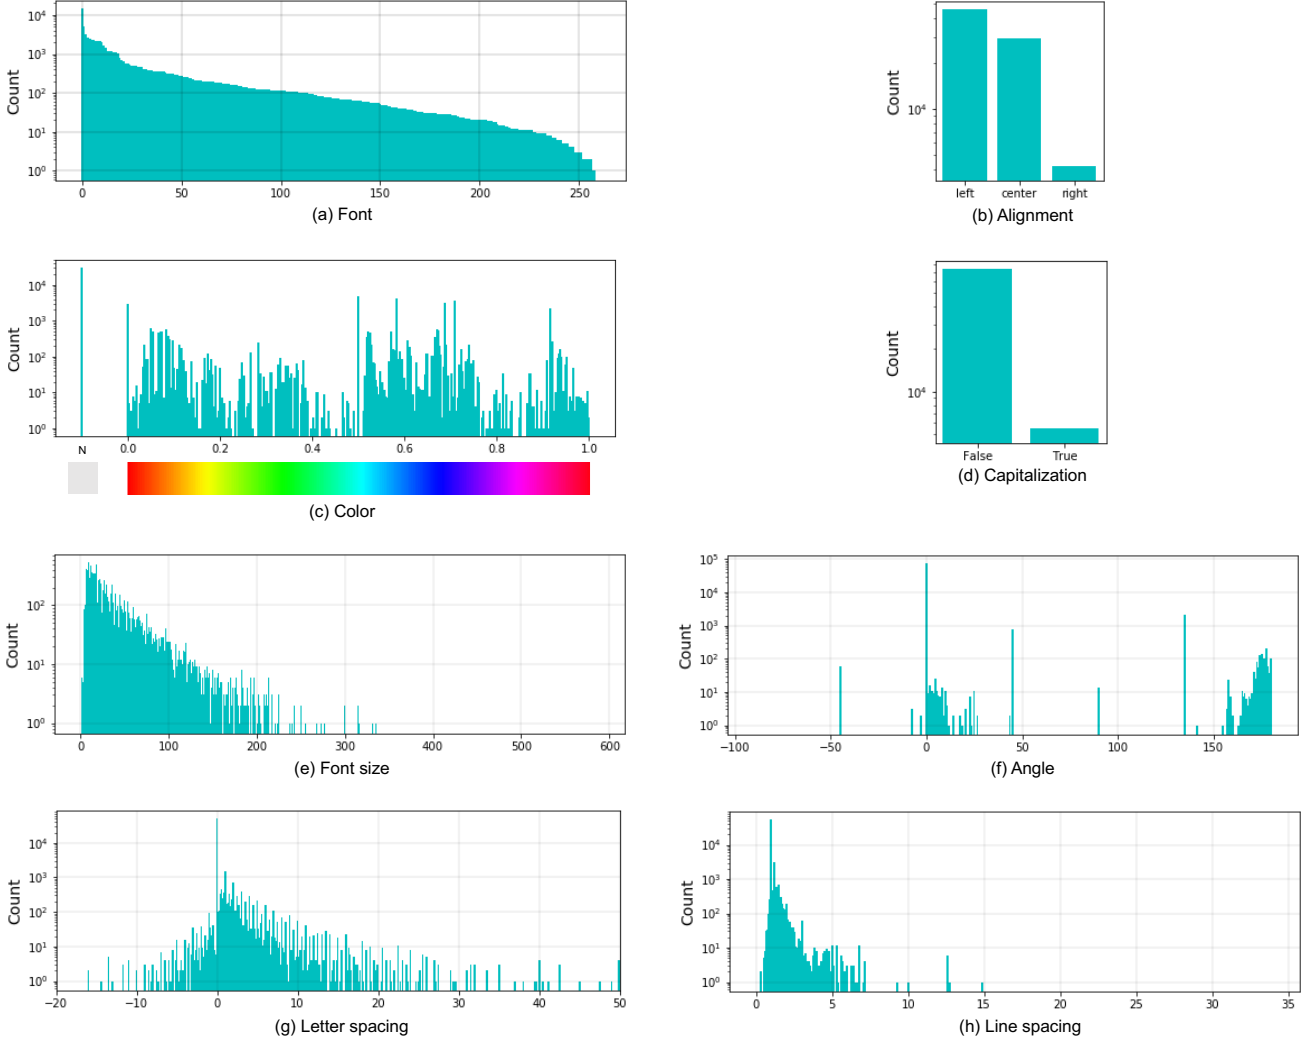 Count
10⁴
10³
10²
10¹
10⁰
0 50 100 150 200 250
(a) Font
Count
10⁴
left center right
(b) Alignment
Count
10⁴
10³
10²
10¹
10⁰
N 0.0 0.2 0.4 0.6 0.8 1.0
(c) Color
Count
10⁴
False True
(d) Capitalization
Count
10²
10¹
10⁰
0 100 200 300 400 500 600
(e) Font size
Count
10⁵
10⁴
10³
10²
10¹
10⁰
−100 −50 0 50 100 150
(f) Angle
Count
10⁴
10³
10²
10¹
10⁰
−20 −10 0 10 20 30 40 50
(g) Letter spacing
Count
10⁴
10³
10²
10¹
10⁰
0 5 10 15 20 25 30 35
(h) Line spacing